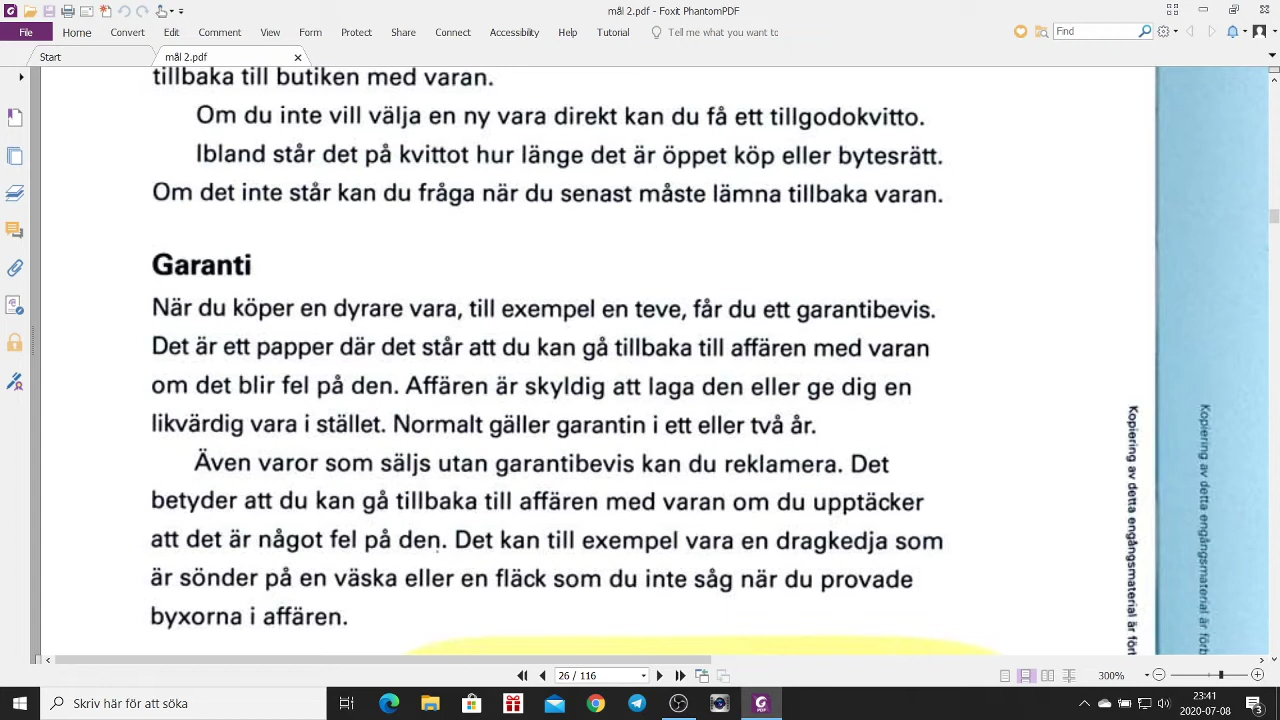 mål 2.pdf - Foxit PhantomPDF
File Home Convert Edit Organize Comment View Form Protect Share Connect Accessibility Help Tutorial Tell me what you want to Find
Start mål 2.pdf
tillbaka till butiken med varan.
Om du inte vill välja en ny vara direkt kan du få ett tillgodokvitto.
Ibland står det på kvittot hur länge det är öppet köp eller bytesrätt.
Om det inte står kan du fråga när du senast måste lämna tillbaka varan.
Garanti
När du köper en dyrare vara, till exempel en teve, får du ett garantibevis.
Det är ett papper där det står att du kan gå tillbaka till affären med varan
om det blir fel på den. Affären är skyldig att laga den eller ge dig en
likvärdig vara i stället. Normalt gäller garantin i ett eller två år.
Även varor som säljs utan garantibevis kan du reklamera. Det
betyder att du kan gå tillbaka till affären med varan om du upptäcker
att det är något fel på den. Det kan till exempel vara en dragkedja som
är sönder på en väska eller en fläck som du inte såg när du provade
byxorna i affären.
Kopiering av detta engångsmaterial är förb
Kopiering av detta engångsmaterial är förb
26 / 116 300%
Skriv här för att söka
23:41
2020-07-08
3